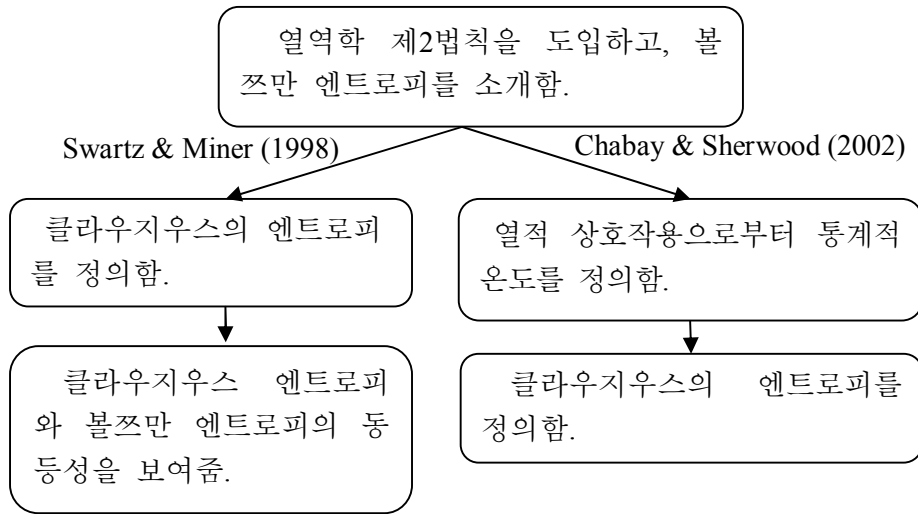 열역학 제2법칙을 도입하고, 볼
쯔만 엔트로피를 소개함.
Swartz & Miner (1998)
Chabay & Sherwood (2002)
클라우지우스의 엔트로피
를 정의함.
열적 상호작용으로부터 통계적
온도를 정의함.
클라우지우스 엔트로피
와 볼쯔만 엔트로피의 동
등성을 보여줌.
클라우지우스의 엔트로피를
정의함.